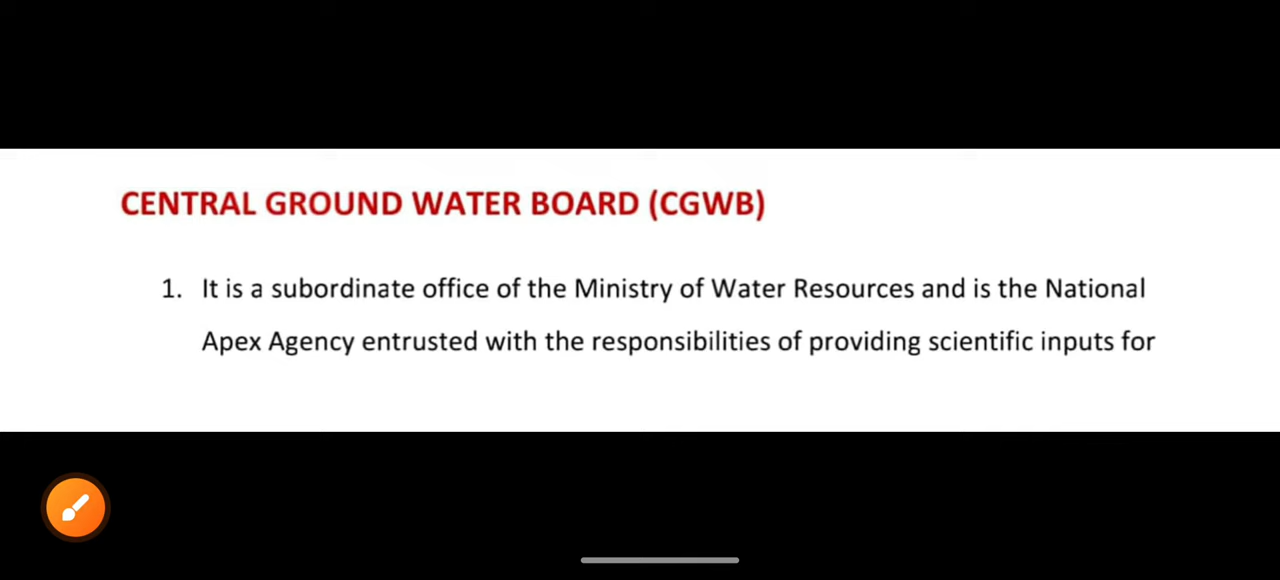 CENTRAL GROUND WATER BOARD (CGWB)
1. It is a subordinate office of the Ministry of Water Resources and is the National
Apex Agency entrusted with the responsibilities of providing scientific inputs for